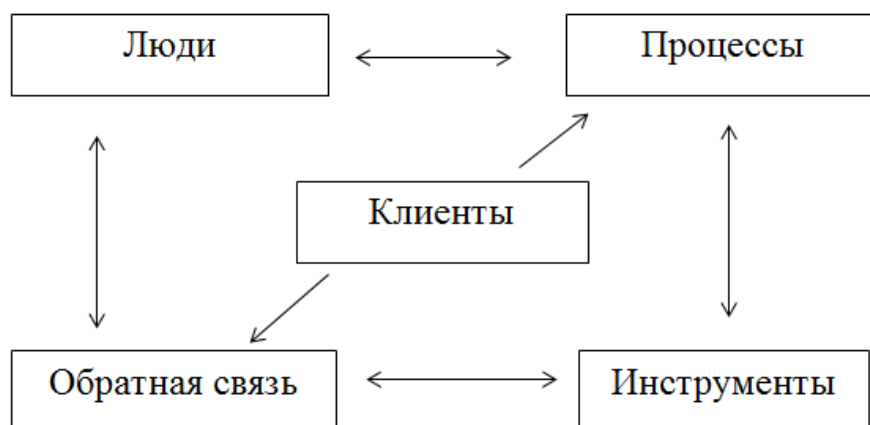 Люди
Процессы
Клиенты
Обратная связь
Инструменты